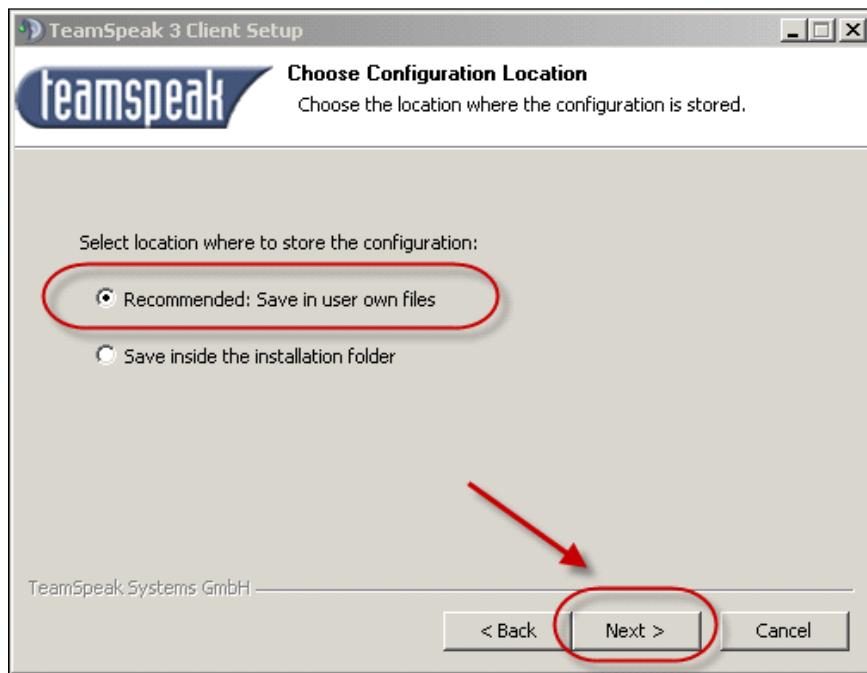 TeamSpeak 3 Client Setup
teamspeak
Choose Configuration Location
Choose the location where the configuration is stored.
Select location where to store the configuration:
Recommended: Save in user own files
Save inside the installation folder
TeamSpeak Systems GmbH
< Back Next > Cancel